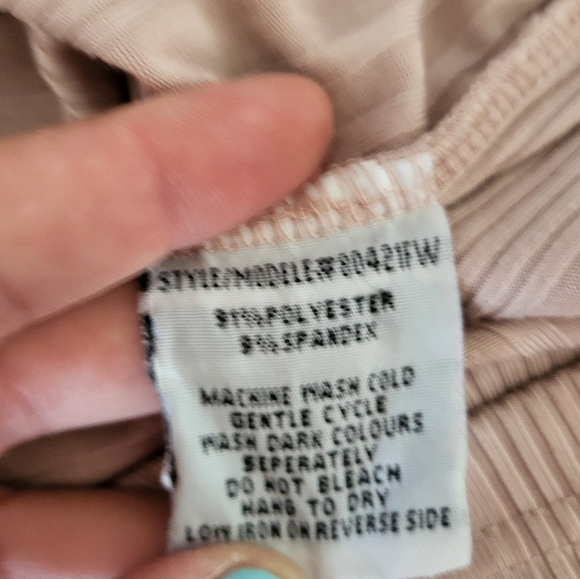 STYLE/MODELE#80421FW
91%POLYESTER
9%SPANDEX
MACHINE WASH COLD
GENTLE CYCLE
WASH DARK COLOURS
SEPERATELY
DO NOT BLEACH
HANG TO DRY
LOW IRON ON REVERSE SIDE